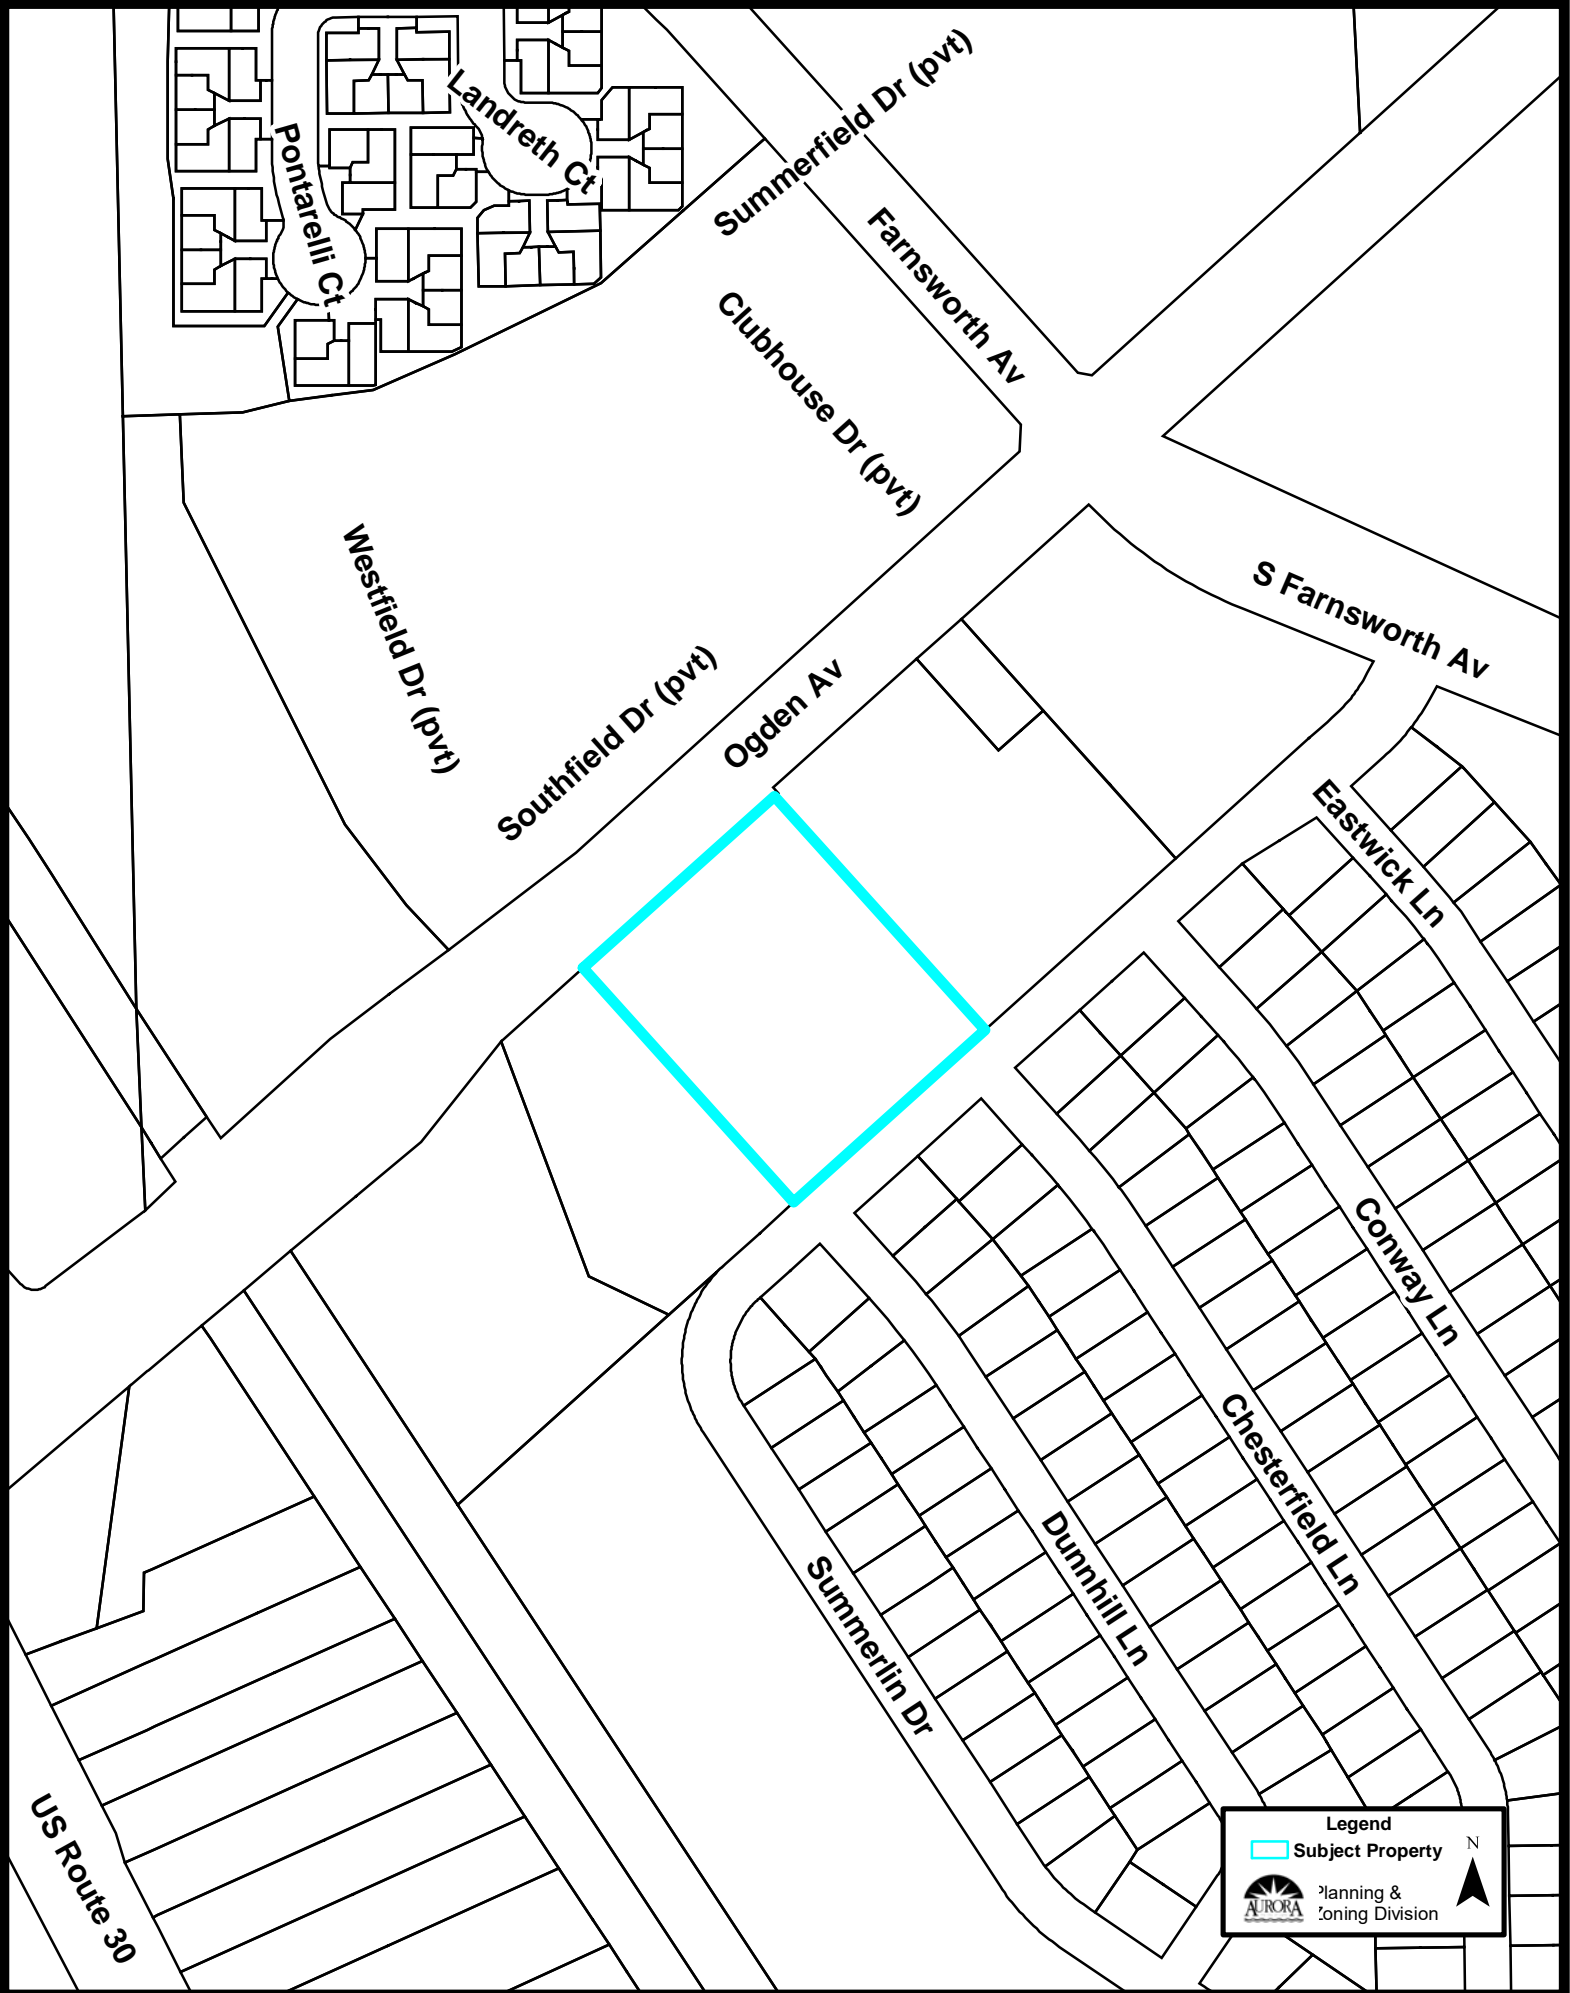 Summerfield Dr (pvt)
Landreth Ct
Pontarelli Ct
Farnsworth Av
Clubhouse Dr (pvt)
Westfield Dr (pvt)
S Farnsworth Av
Southfield Dr (pvt)
Ogden Av
Eastwick Ln
Conway Ln
Chesterfield Ln
Dunnhill Ln
Summerlin Dr
US Route 30
Legend
Subject Property
N
AURORA
Planning &
Zoning Division